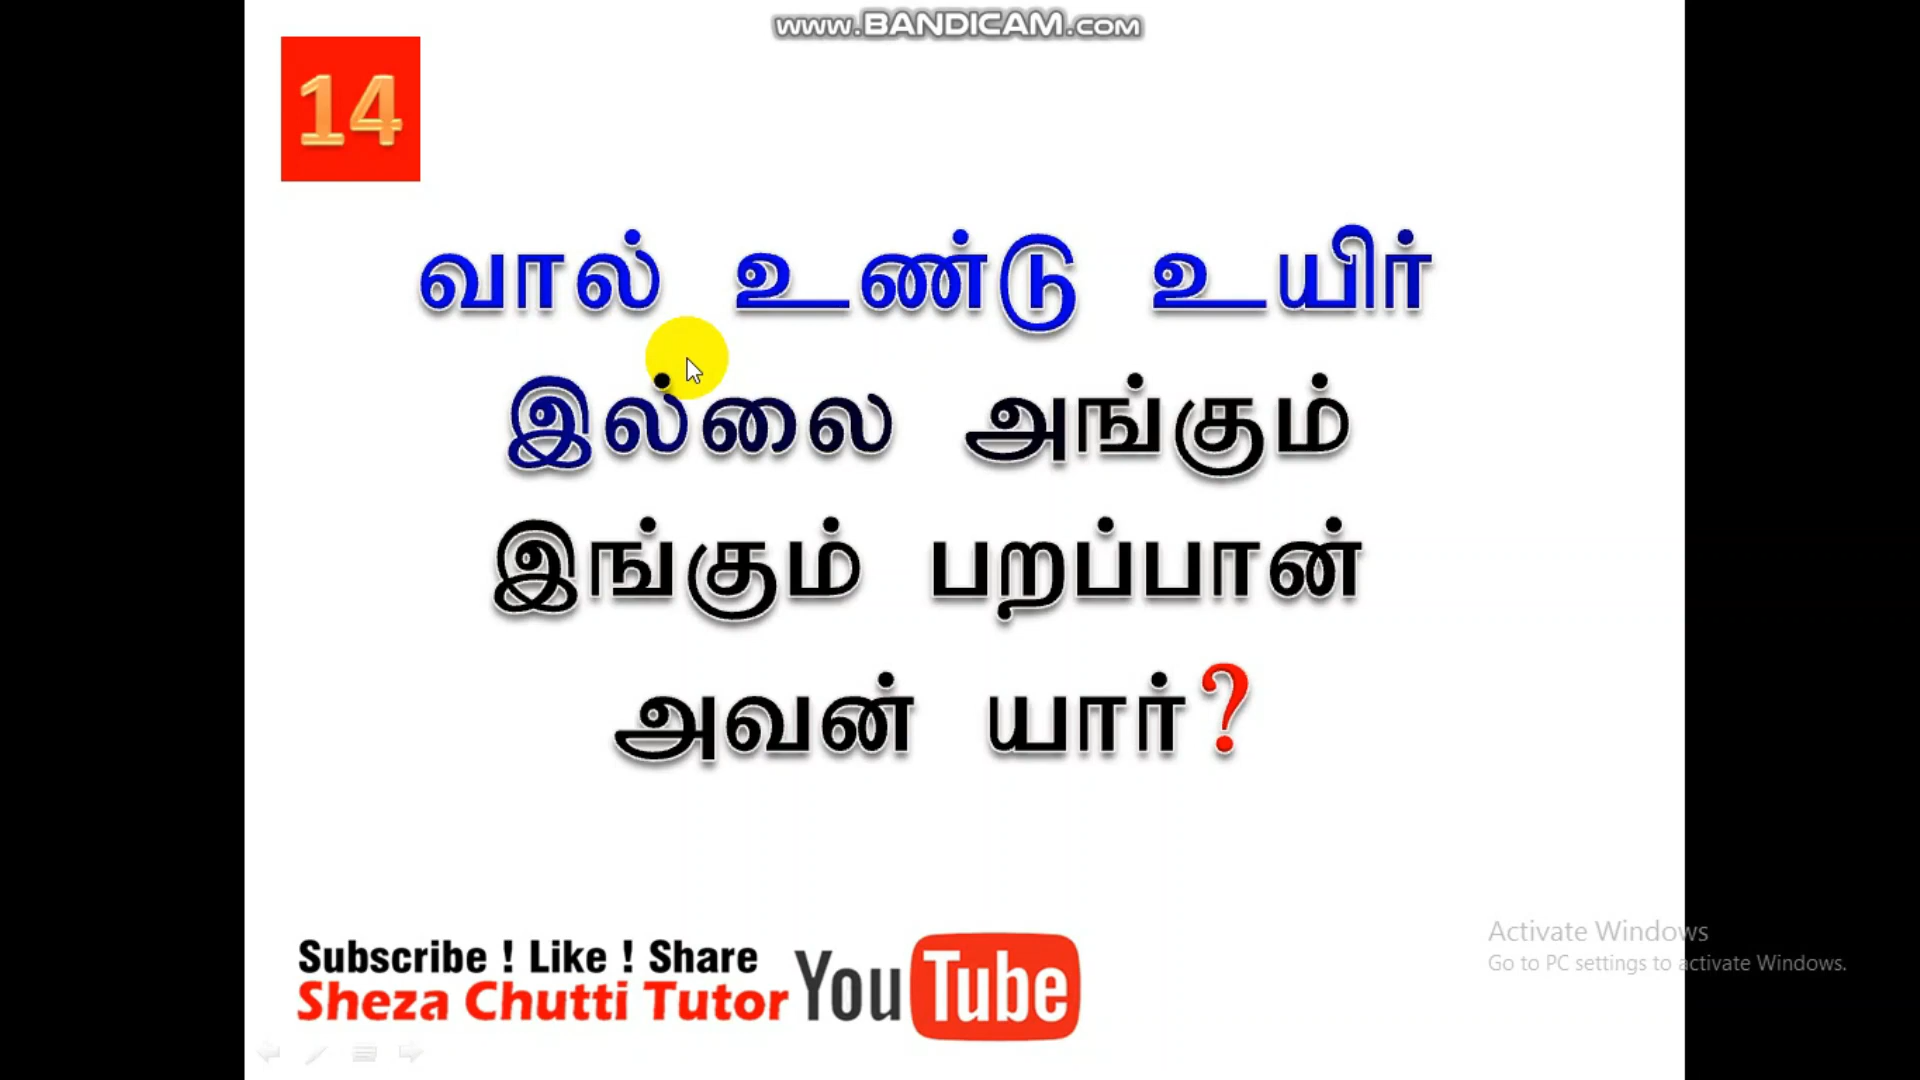 www.BANDICAM.com
14
வால் உண்டு உயிர்
இல்லை அங்கும்
இங்கும் பறப்பான்
அவன் யார்?
Activate Windows
Go to PC settings to activate Windows.
Subscribe ! Like ! Share
Sheza Chutti Tutor YouTube